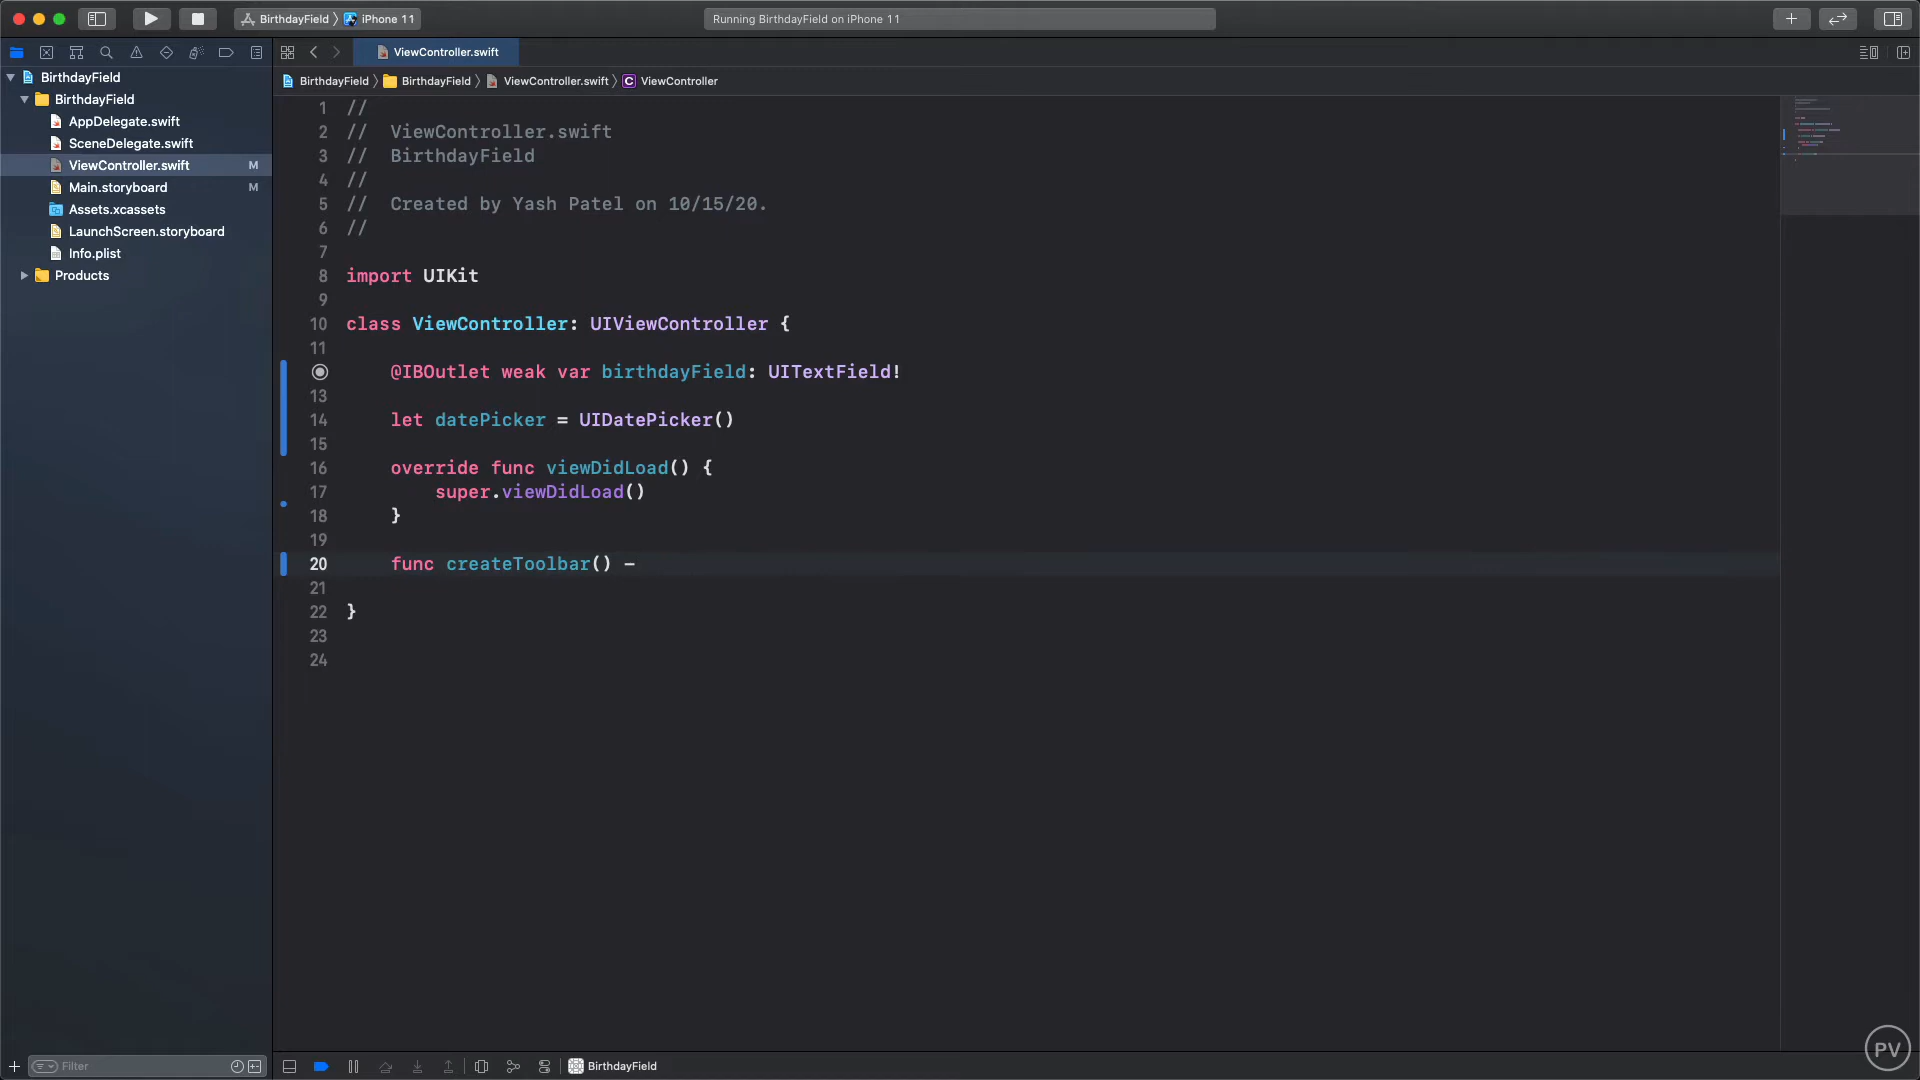 BirthdayField 〉 iPhone 11
Running BirthdayField on iPhone 11
ViewController.swift
BirthdayField 〉 BirthdayField 〉 ViewController.swift 〉 C ViewController
BirthdayField
BirthdayField
AppDelegate.swift
SceneDelegate.swift
ViewController.swift M
Main.storyboard M
Assets.xcassets
LaunchScreen.storyboard
Info.plist
Products
1 //
2 //  ViewController.swift
3 //  BirthdayField
4 //
5 //  Created by Yash Patel on 10/15/20.
6 //
7
8 import UIKit
9
10 class ViewController: UIViewController {
11
@IBOutlet weak var birthdayField: UITextField!
13
14 let datePicker = UIDatePicker()
15
16 override func viewDidLoad() {
17 super.viewDidLoad()
18 }
19
20 func createToolbar() -
21
22 }
23
24
Filter
BirthdayField
PV